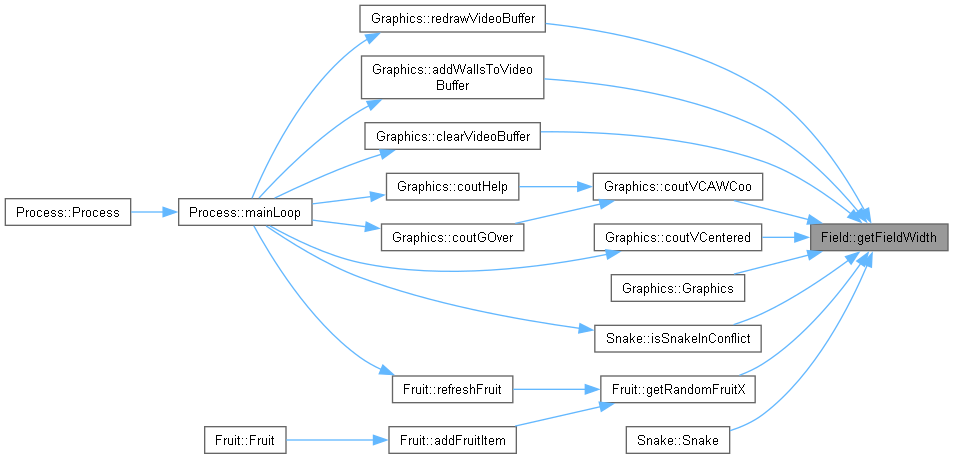 Graphics::redrawVideoBuffer
Graphics::addWallsToVideo
Buffer
Graphics::clearVideoBuffer
Graphics::coutHelp
Graphics::coutVCAWCoo
Process::Process
Process::mainLoop
Graphics::coutGOver
Graphics::coutVCentered
Field::getFieldWidth
Graphics::Graphics
Snake::isSnakeInConflict
Fruit::refreshFruit
Fruit::getRandomFruitX
Fruit::Fruit
Fruit::addFruitItem
Snake::Snake